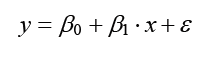 y = β₀ + β₁ · x + ε